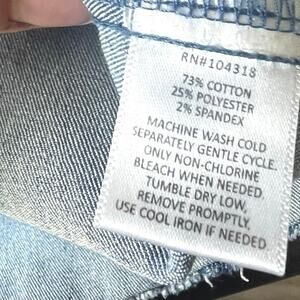 RN#104318
73% COTTON
25% POLYESTER
2% SPANDEX
MACHINE WASH COLD
SEPARATELY GENTLE CYCLE.
ONLY NON-CHLORINE
BLEACH WHEN NEEDED
TUMBLE DRY LOW,
REMOVE PROMPTLY.
USE COOL IRON IF NEEDED